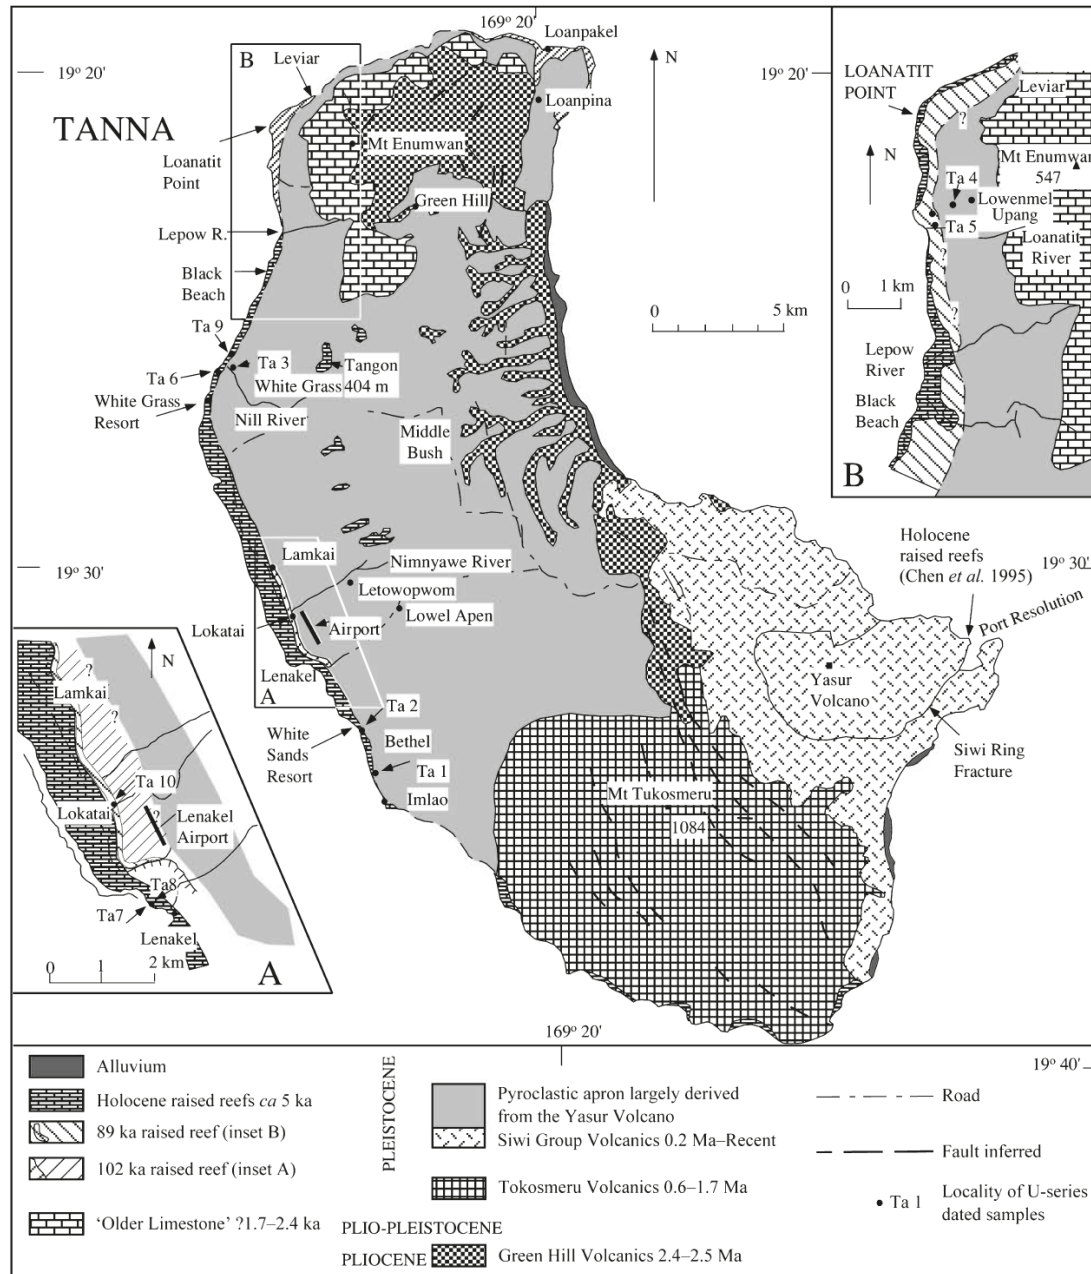 169° 20'
19° 20'
TANNA
B
Leviar
Loanpakel
Loanpina
Mt Enumwan
Loanatit
Point
Green Hill
Lepow R.
Black
Beach
N
0 5 km
Ta 9
Ta 3
Ta 6
White Grass
Tangon
404 m
White Grass
Resort
Nill River
Middle
Bush
19° 30'
Lamkai
Nimnyawe River
Letowopwom
Lowel Apen
Airport
Lokatai
Lenakel
A
Ta 2
White
Sands
Resort
Bethel
Ta 1
Imlao
Mt Tukosmeru
1084
Yasur
Volcano
Siwi Ring
Fracture
Port Resolution
Holocene
raised reefs
(Chen et al. 1995)
19° 30'
169° 20'
19° 40'
19° 20'
LOANATIT
POINT
Leviar
?
N
Mt Enumwan
547
Ta 4
Lowenmel
Upang
Ta 5
Loanatit
River
?
0 1 km
?
Lepow
River
Black
Beach
B
N
?
Lamkai
?
Ta 10
Lokatai
?
Lenakel
Airport
Ta8
Ta7
Lenakel
0 1 2 km
A
Alluvium
Holocene raised reefs ca 5 ka
89 ka raised reef (inset B)
102 ka raised reef (inset A)
‘Older Limestone’ ?1.7–2.4 ka
PLEISTOCENE
Pyroclastic apron largely derived
from the Yasur Volcano
Siwi Group Volcanics 0.2 Ma–Recent
Tokosmeru Volcanics 0.6–1.7 Ma
PLIO-PLEISTOCENE
PLIOCENE
Green Hill Volcanics 2.4–2.5 Ma
Road
Fault inferred
Ta 1
Locality of U-series
dated samples